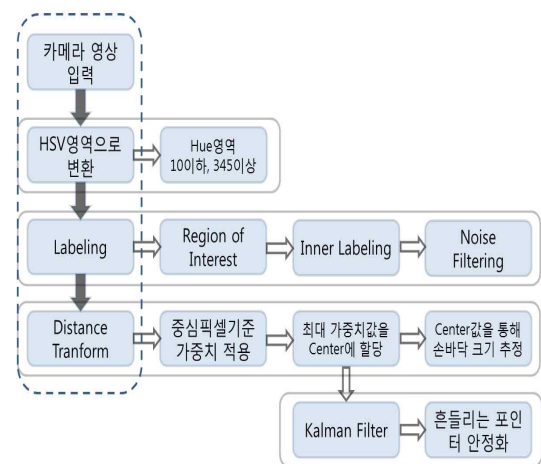 카메라 영상
입력
HSV영역으로
변환
Hue영역
10이하, 345이상
Labeling
Region of
Interest
Inner Labeling
Noise
Filtering
Distance
Tranform
중심픽셀기준
가중치 적용
최대 가중치값을
Center에 할당
Center값을 통해
손바닥 크기 추정
Kalman Filter
흔들리는 포인
터 안정화